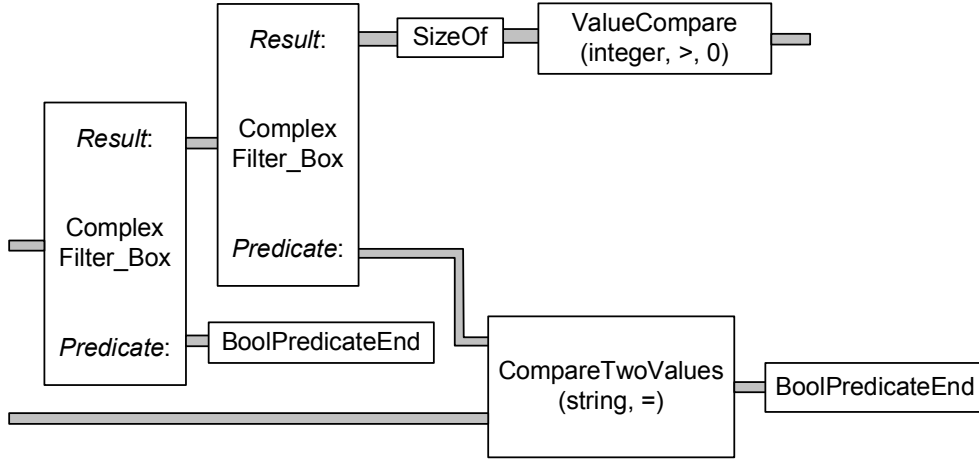 Result:
SizeOf
ValueCompare
(integer, >, 0)
Complex
Filter_Box
Predicate:
Result:
Complex
Filter_Box
Predicate:
BoolPredicateEnd
CompareTwoValues
(string, =)
BoolPredicateEnd